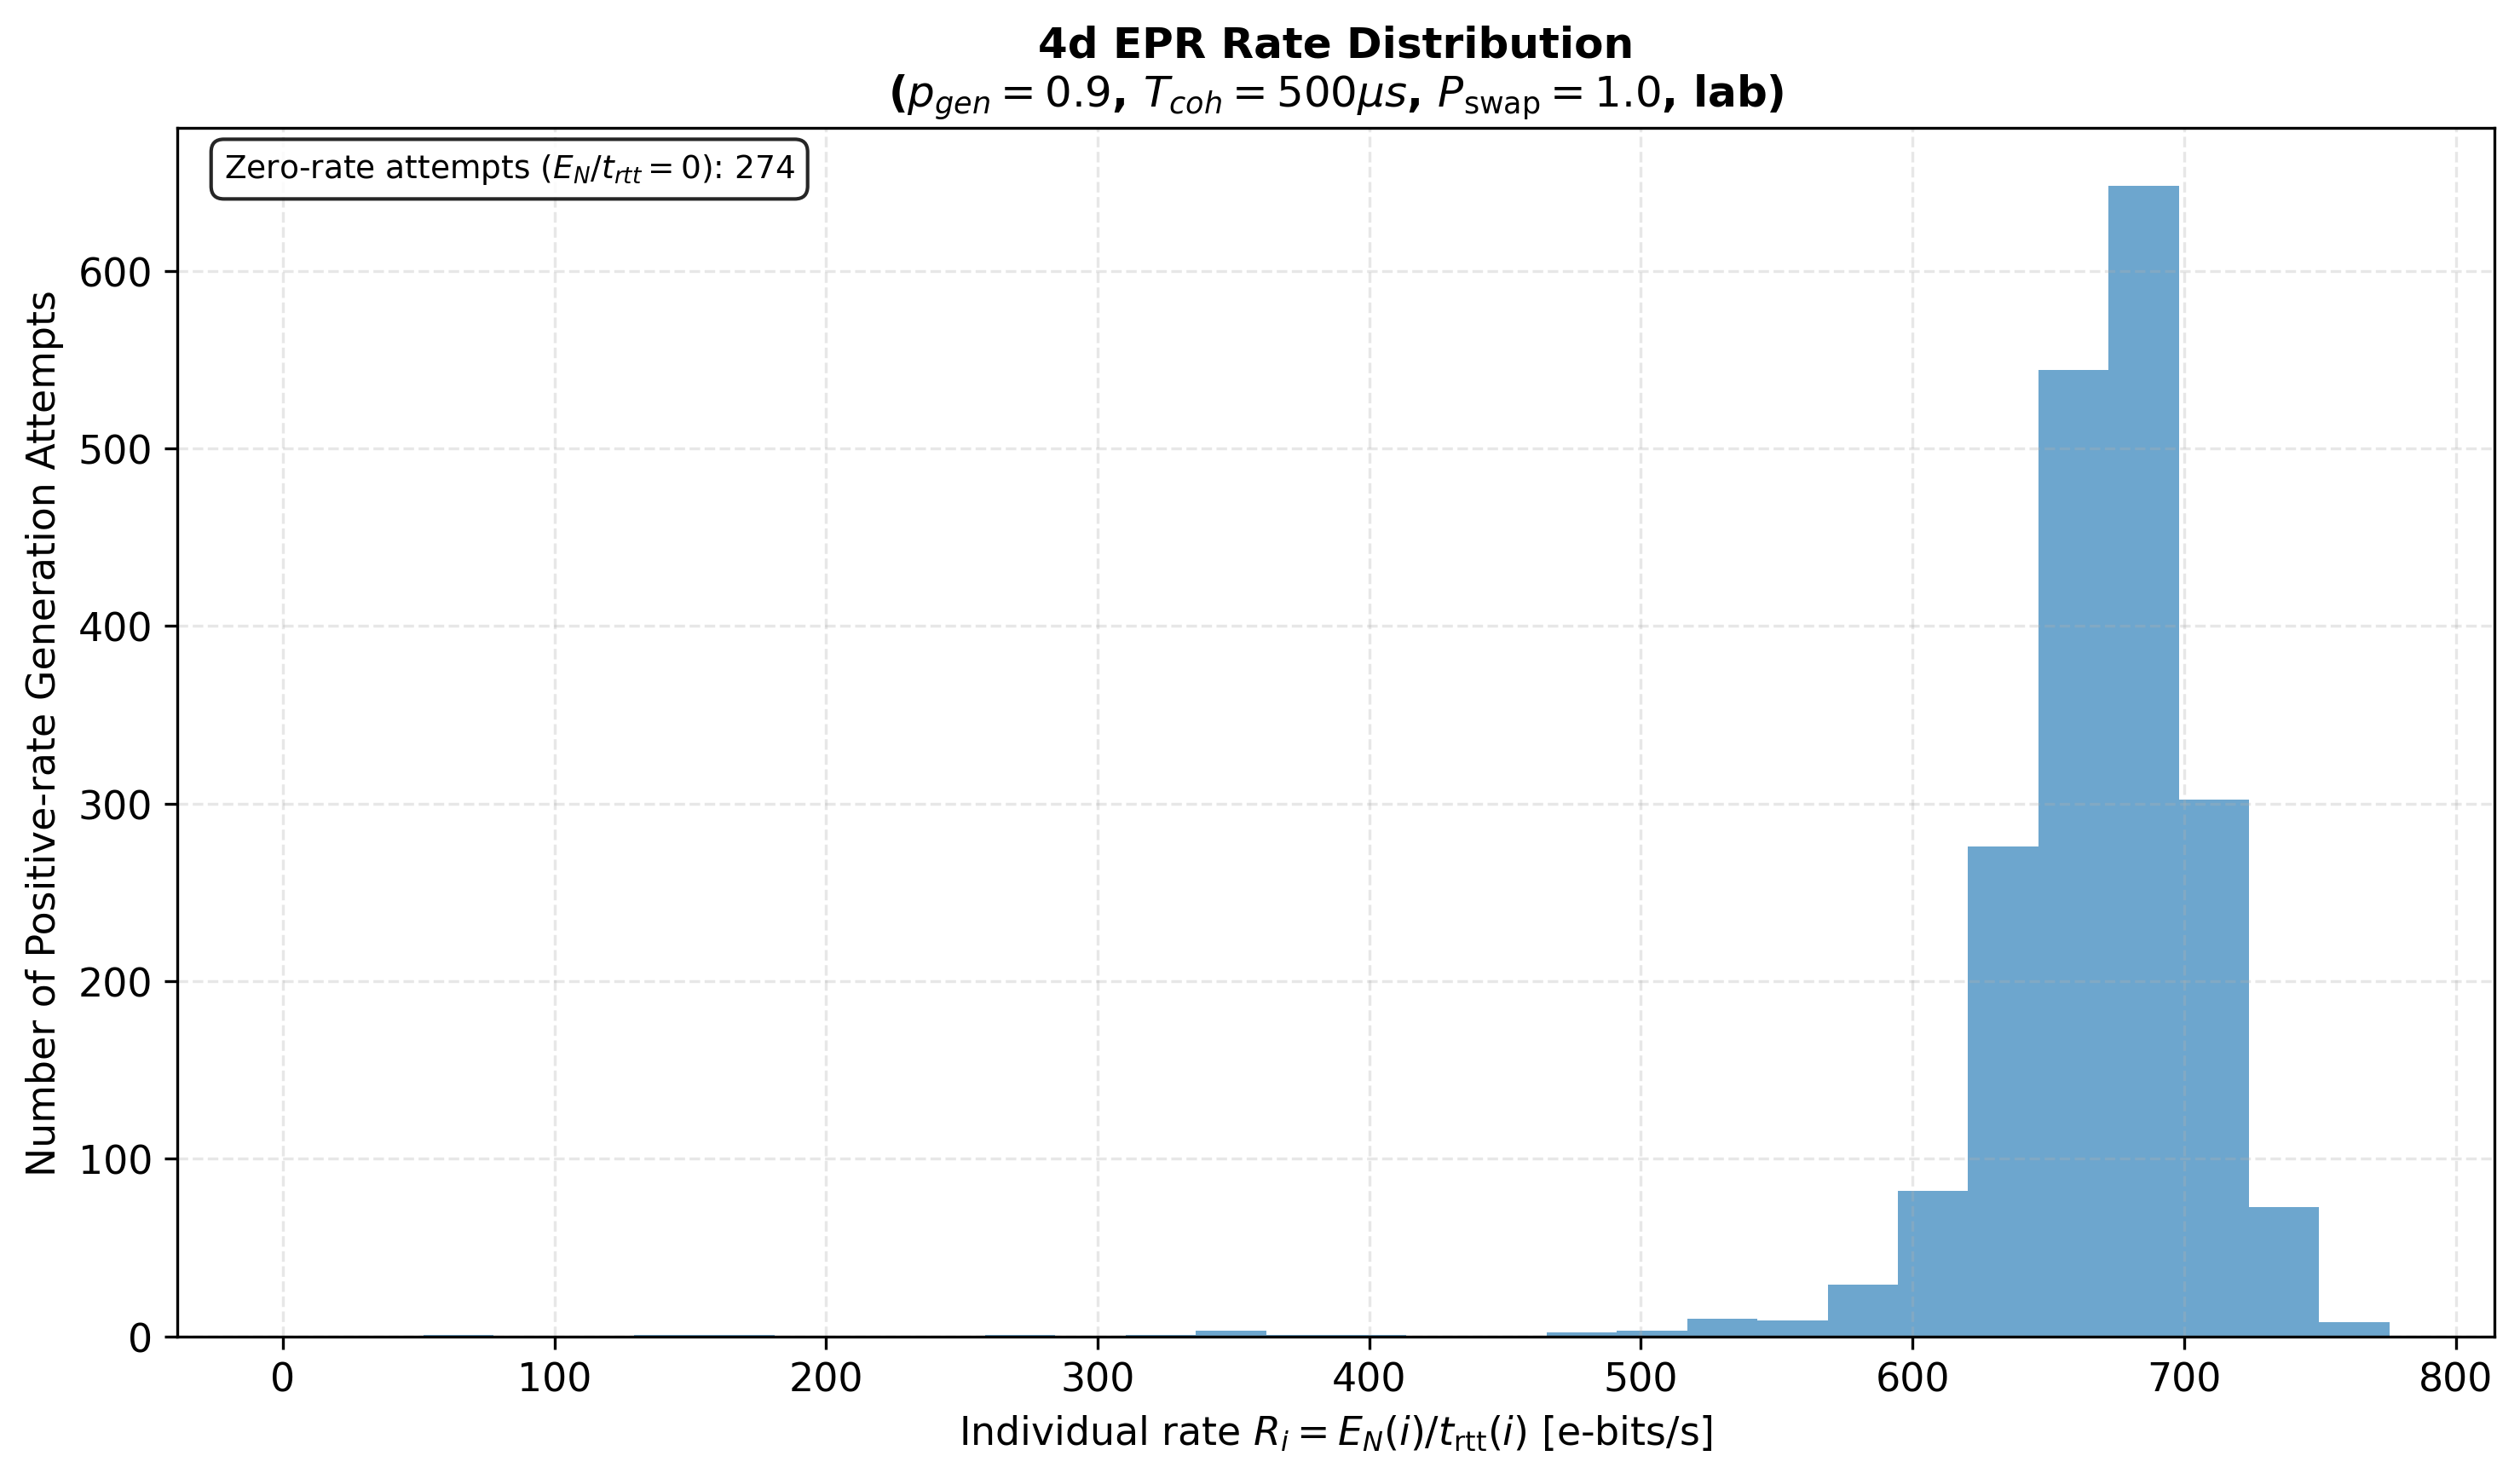 4d EPR Rate Distribution
(p_gen = 0.9, T_coh = 500μs, P_swap = 1.0, lab)
Zero-rate attempts (E_N/t_rtt = 0): 274
Number of Positive-rate Generation Attempts
600
500
400
300
200
100
0
0 100 200 300 400 500 600 700 800
Individual rate R_i = E_N(i)/t_rtt(i) [e-bits/s]